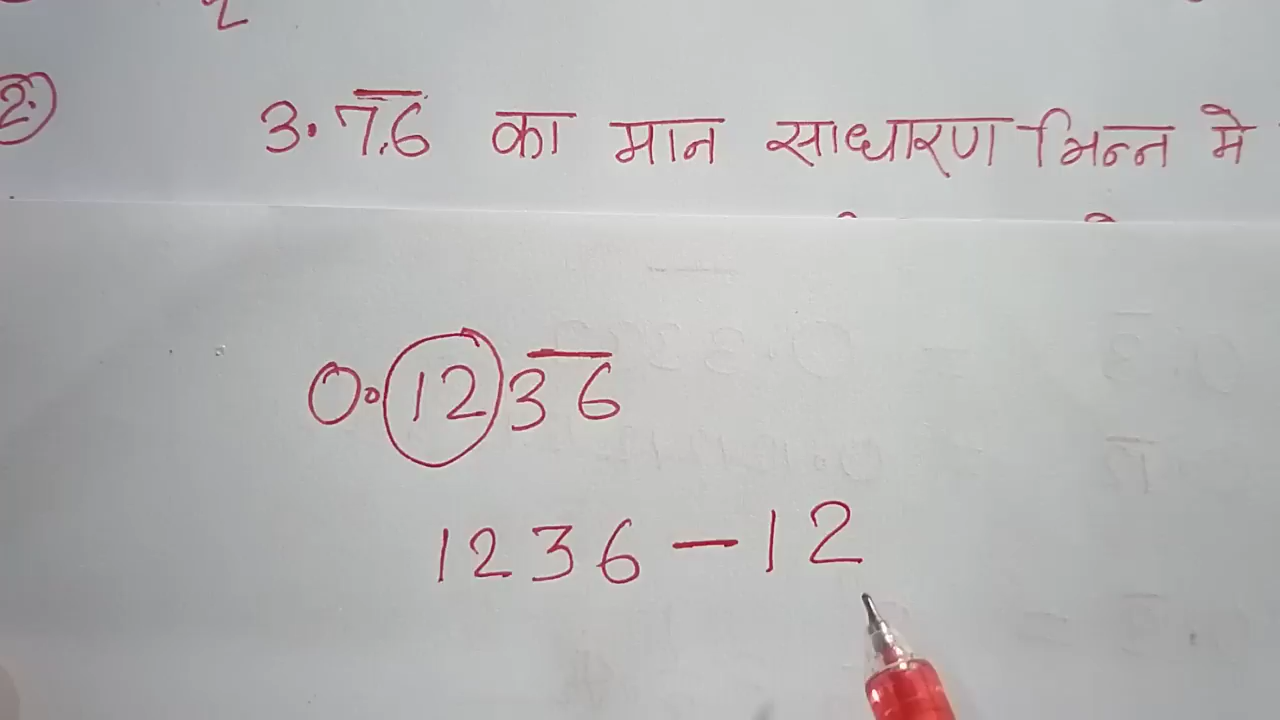 2.
3.7̅6̅ का मान साधारण भिन्न मे
0.123̅6̅
1236 - 12